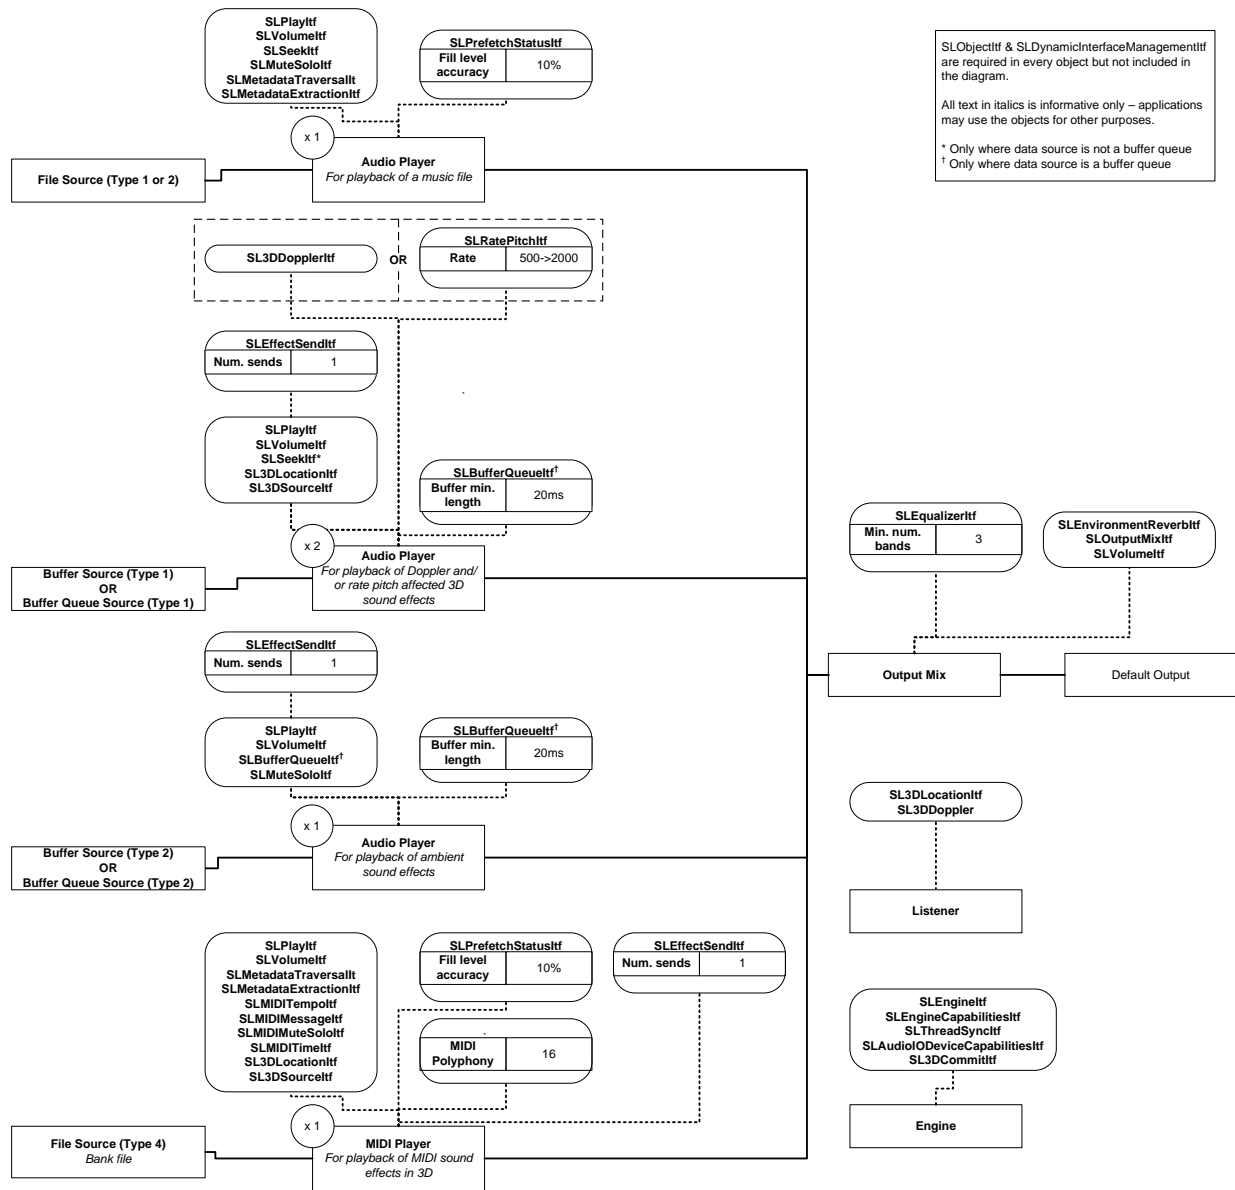 SLPlayItf
SLVolumeItf
SLSeekItf
SLMuteSoloItf
SLMetadataTraversalIt
SLMetadataExtractionItf
SLPrefetchStatusItf
Fill level
accuracy
10%
SLObjectItf & SLDynamicInterfaceManagementItf
are required in every object but not included in
the diagram.
All text in italics is informative only – applications
may use the objects for other purposes.
* Only where data source is not a buffer queue
† Only where data source is a buffer queue
x 1
Audio Player
For playback of a music file
File Source (Type 1 or 2)
SL3DDopplerItf
OR
SLRatePitchItf
Rate
500->2000
SLEffectSendItf
Num. sends
1
SLPlayItf
SLVolumeItf
SLSeekItf*
SL3DLocationItf
SL3DSourceItf
SLBufferQueueItf†
Buffer min.
length
20ms
x 2
Audio Player
For playback of Doppler and/
or rate pitch affected 3D
sound effects
Buffer Source (Type 1)
OR
Buffer Queue Source (Type 1)
SLEqualizerItf
Min. num.
bands
3
SLEnvironmentReverbItf
SLOutputMixItf
SLVolumeItf
Output Mix
Default Output
SLEffectSendItf
Num. sends
1
SLPlayItf
SLVolumeItf
SLBufferQueueItf†
SLMuteSoloItf
SLBufferQueueItf†
Buffer min.
length
20ms
x 1
Audio Player
For playback of ambient
sound effects
Buffer Source (Type 2)
OR
Buffer Queue Source (Type 2)
SL3DLocationItf
SL3DDoppler
Listener
SLPlayItf
SLVolumeItf
SLMetadataTraversalIt
SLMetadataExtractionItf
SLMIDITempoItf
SLMIDIMessageItf
SLMIDIMuteSoloItf
SLMIDITimeItf
SL3DLocationItf
SL3DSourceItf
SLPrefetchStatusItf
Fill level
accuracy
10%
SLEffectSendItf
Num. sends
1
MIDI
Polyphony
16
x 1
MIDI Player
For playback of MIDI sound
effects in 3D
File Source (Type 4)
Bank file
SLEngineItf
SLEngineCapabilitiesItf
SLThreadSyncItf
SLAudioIODeviceCapabilitiesItf
SL3DCommitItf
Engine